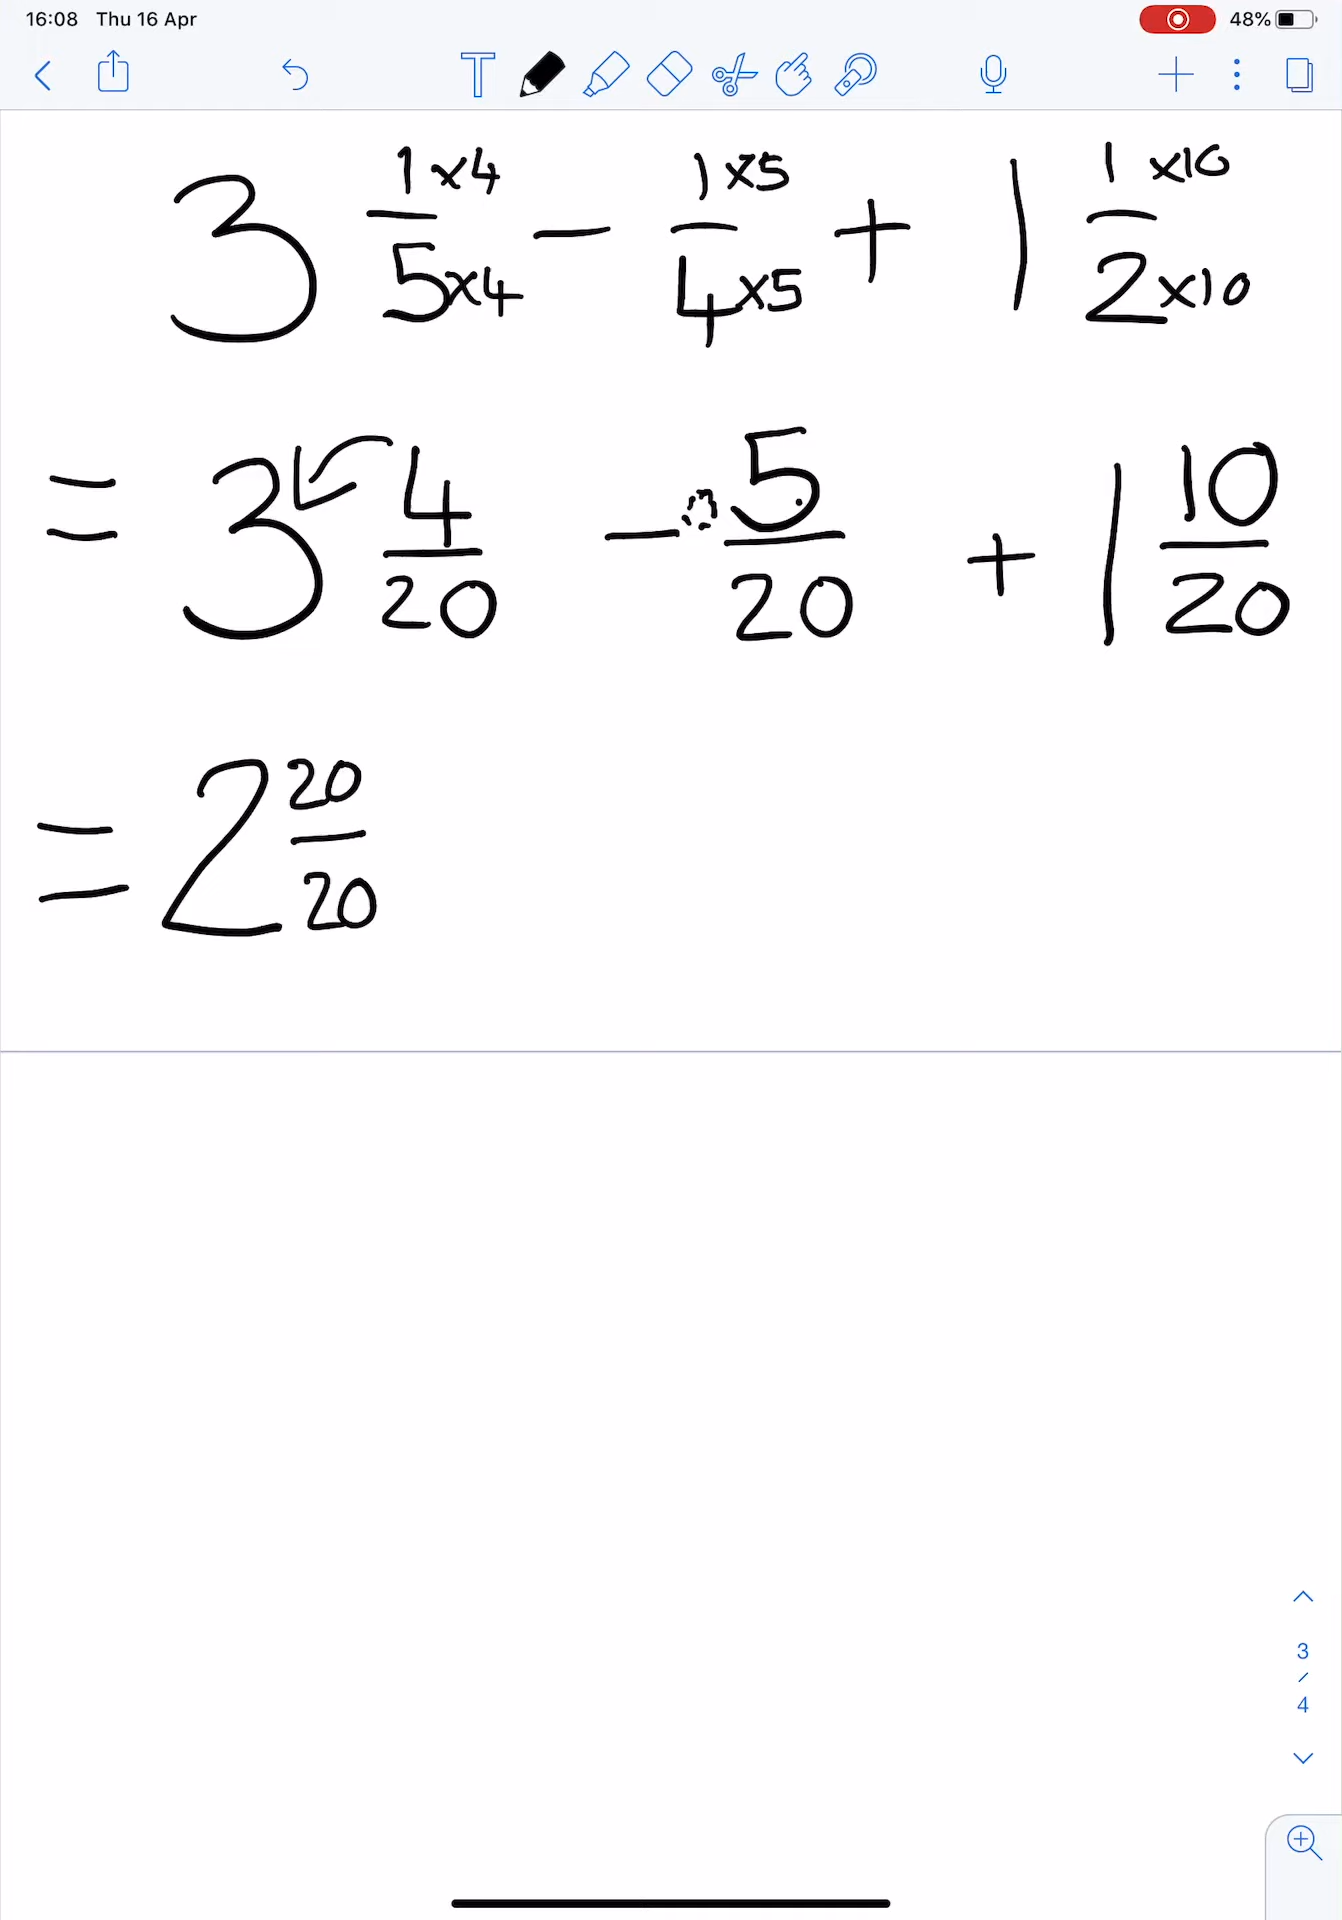 16:08 Thu 16 Apr 48%
T
3 1×4/5×4 − 1×5/4×5 + 1 1×10/2×10
= 3 4/20 − 5/20 + 1 10/20
= 2 20/20
3
/
4